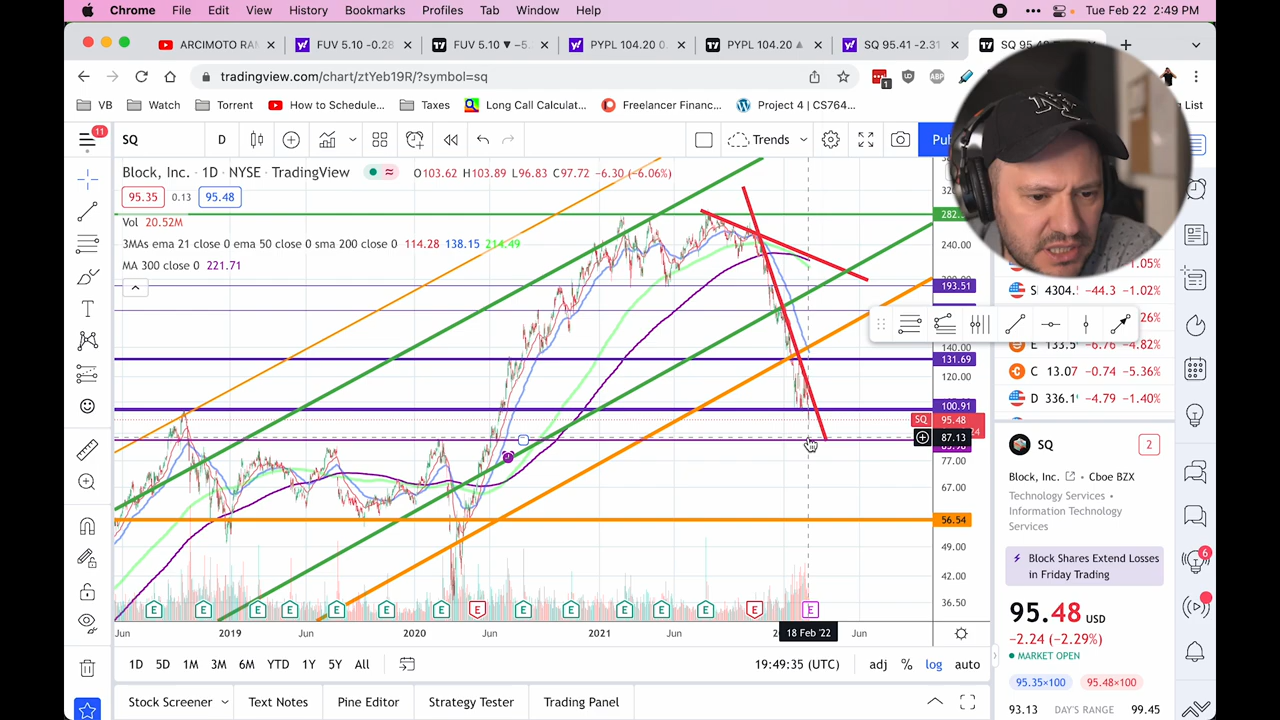 Chrome File Edit View History Bookmarks Profiles Tab Window Help Tue Feb 22 2:49 PM
ARCIMOTO RA FUV 5.10 -0.28 FUV 5.10 ▼ −5. PYPL 104.20 0. PYPL 104.20 ▲ SQ 95.41 -2.31 SQ 95.4
tradingview.com/chart/ztYeb19R/?symbol=sq
VB Watch Torrent How to Schedule... Taxes Long Call Calculat... Freelancer Financ... Project 4 | CS764... List
11 SQ D Trends Pu
Block, Inc. · 1D · NYSE · TradingView O103.62 H103.89 L96.83 C97.72 −6.30 (−6.06%)
95.35 0.13 95.48
Vol 20.52M
3MAs ema 21 close 0 ema 50 close 0 sma 200 close 0 114.28 138.15 214.49
MA 300 close 0 221.71
282.
240.00
193.51
140.00
131.69
120.00
100.91
SQ 95.48
87.13
77.00
67.00
56.54
49.00
42.00
36.50
1.05%
S 4304. -44.3 −1.02%
.26%
E 133.5 -6.76 −4.82%
C 13.07 -0.74 −5.36%
D 336.1 -4.79 −1.40%
SQ 2
Block, Inc. · Cboe BZX
Technology Services ·
Information Technology
Services
Block Shares Extend Losses
in Friday Trading
95.48 USD
−2.24 (−2.29%)
MARKET OPEN
95.35×100 95.48×100
93.13 DAY'S RANGE 99.45
E E E E E E E E E E E E E E
Jun 2019 Jun 2020 Jun 2021 Jun 18 Feb '22 Jun
1D 5D 1M 3M 6M YTD 1Y 5Y All 19:49:35 (UTC) adj % log auto
Stock Screener Text Notes Pine Editor Strategy Tester Trading Panel